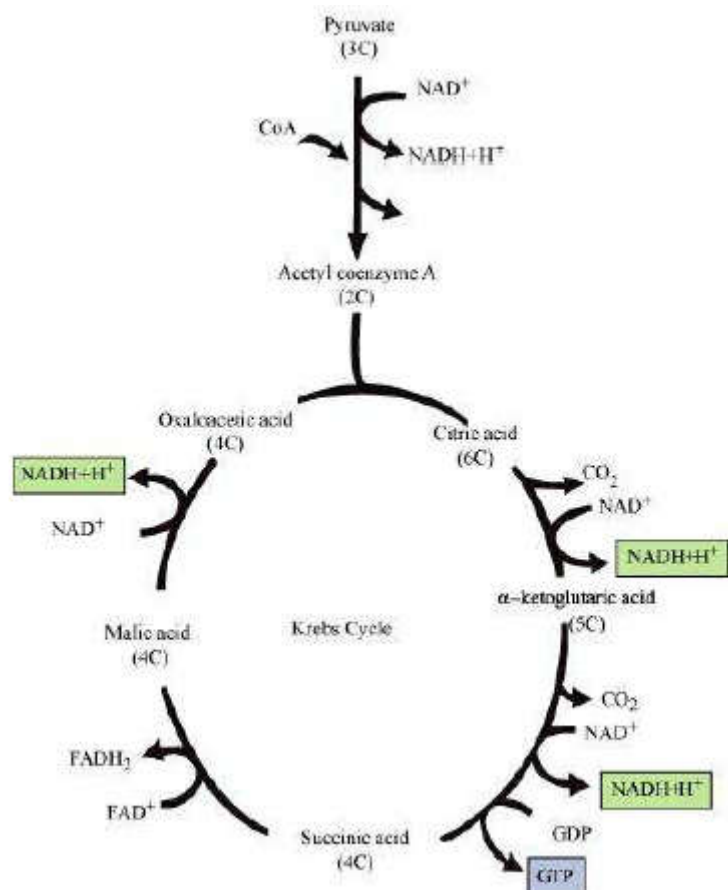 Pyruvate
(3C)
NAD⁺
CoA
NADH+H⁺
Acetyl coenzyme A
(2C)
Oxaloacetic acid
(4C)
Citric acid
(6C)
NADH+H⁺
NAD⁺
CO₂
NAD⁺
NADH+H⁺
α-ketoglutaric acid
(5C)
Krebs Cycle
Malic acid
(4C)
CO₂
NAD⁺
NADH+H⁺
FADH₂
FAD⁺
GDP
GTP
Succinic acid
(4C)